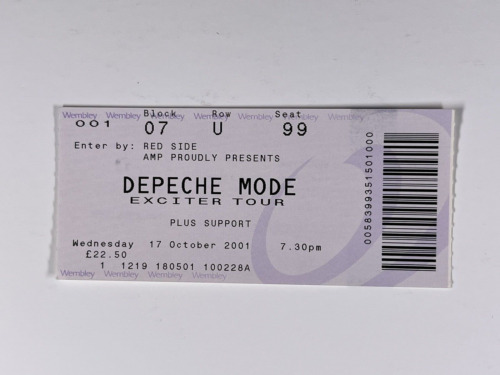 Wembley Wembley Wembley Wembley Wembley Wembley Wembley Wembley
Block Row Seat
001 07 U 99
Enter by: RED SIDE
AMP PROUDLY PRESENTS
DEPECHE MODE
EXCITER TOUR
PLUS SUPPORT
Wednesday 17 October 2001 7.30pm
£22.50
1 1219 180501 100228A
Wembley Wembley Wembley Wembley
0058399351501000